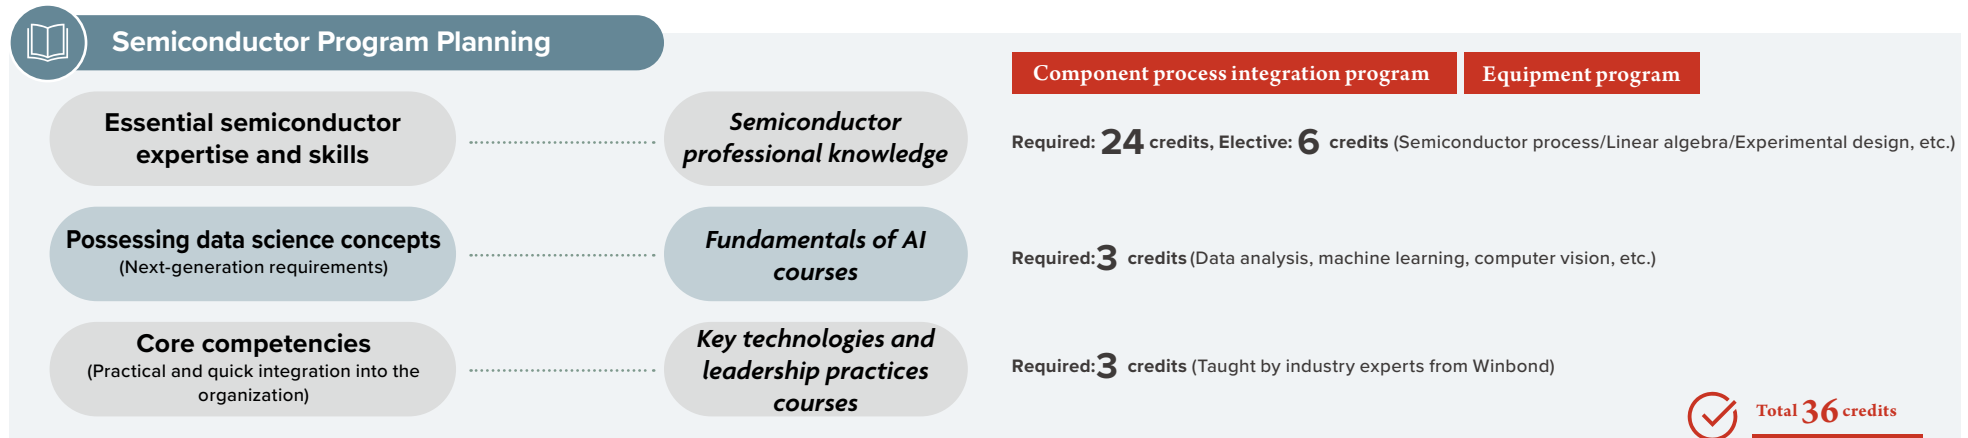 Semiconductor Program Planning
Component process integration program
Equipment program
Essential semiconductor
expertise and skills
Semiconductor
professional knowledge
Required: 24 credits, Elective: 6 credits (Semiconductor process/Linear algebra/Experimental design, etc.)
Possessing data science concepts
(Next-generation requirements)
Fundamentals of AI
courses
Required:3 credits (Data analysis, machine learning, computer vision, etc.)
Core competencies
(Practical and quick integration into the
organization)
Key technologies and
leadership practices
courses
Required:3 credits (Taught by industry experts from Winbond)
Total 36 credits